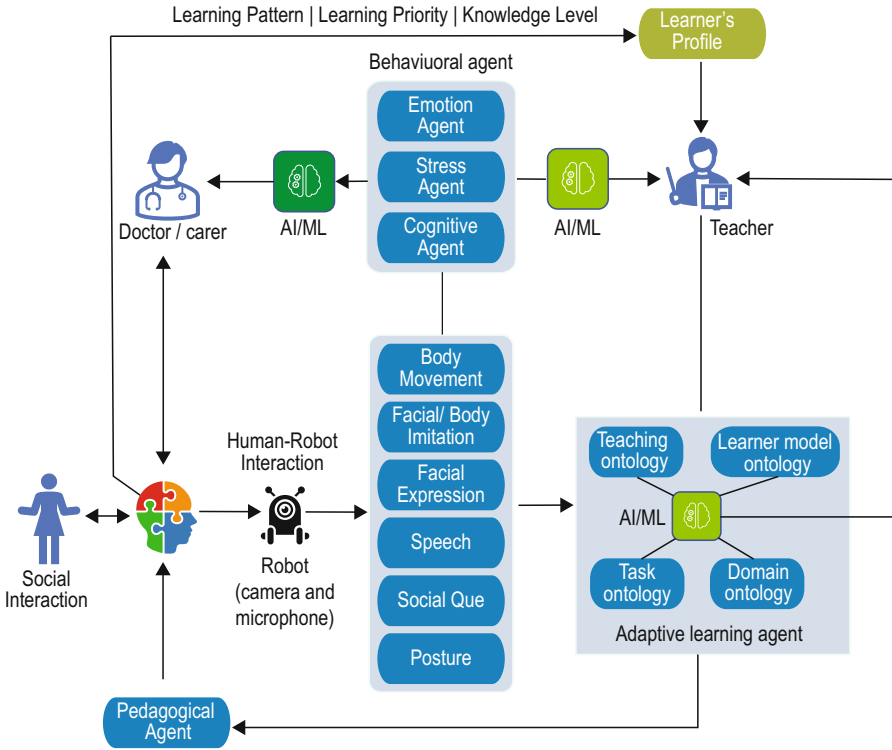 Learning Pattern | Learning Priority | Knowledge Level
Learner's
Profile
Behaviuoral agent
Emotion
Agent
Stress
Agent
Cognitive
Agent
Doctor / carer
AI/ML
AI/ML
Teacher
Body
Movement
Facial/ Body
Imitation
Facial
Expression
Speech
Social Que
Posture
Human-Robot
Interaction
Robot
(camera and
microphone)
Social
Interaction
Teaching
ontology
Learner model
ontology
AI/ML
Task
ontology
Domain
ontology
Adaptive learning agent
Pedagogical
Agent